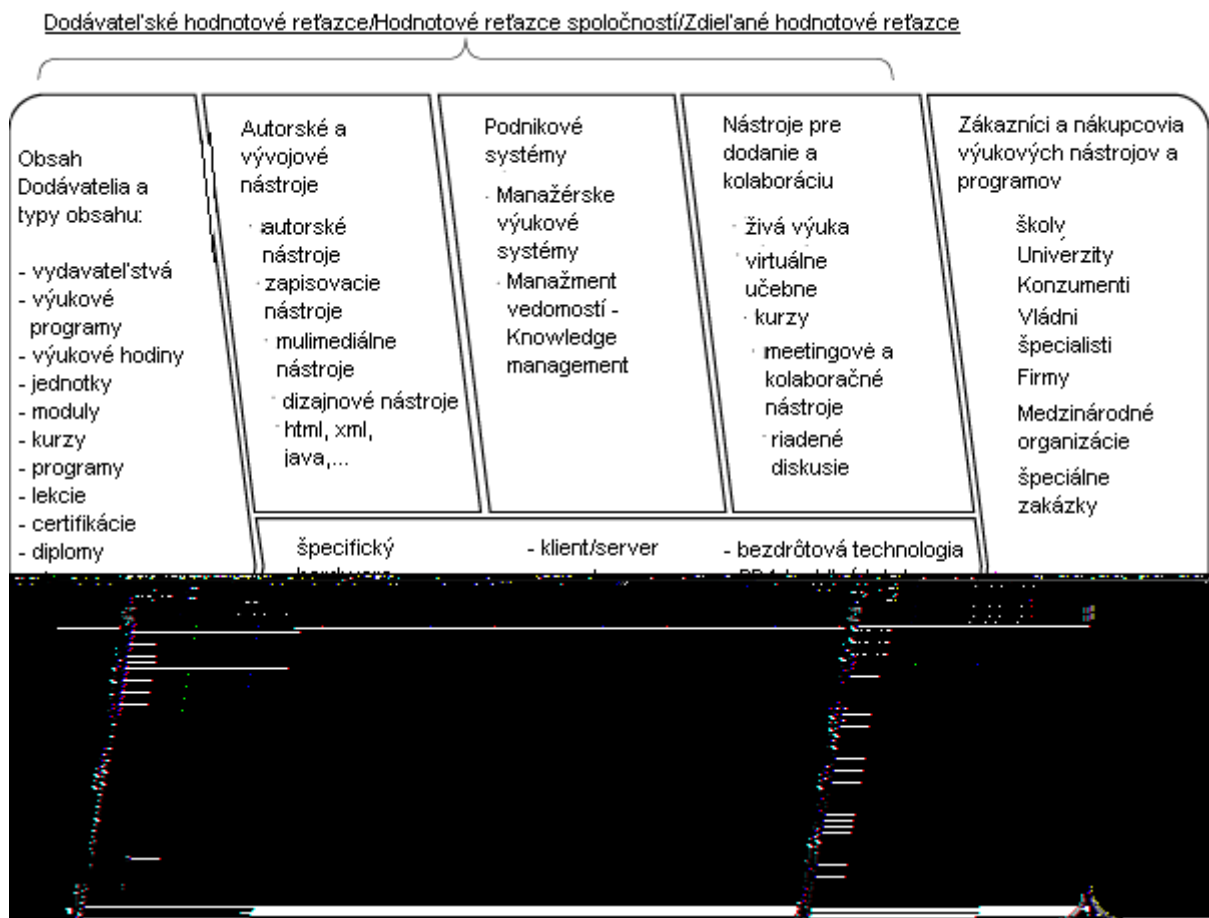 Dodávateľské hodnotové reťazce/Hodnotové reťazce spoločností/Zdieľané hodnotové reťazce
Obsah
Dodávatelia a
typy obsahu:
- vydavateľstvá
- výukové
programy
- výukové hodiny
- jednotky
- moduly
- kurzy
- programy
- lekcie
- certifikácie
- diplomy
Autorské a
vývojové
nástroje
· autorské
nástroje
· zapisovacie
nástroje
· mulimediálne
nástroje
· dizajnové nástroje
· html, xml,
java,...
Podnikové
systémy
· Manažérske
výukové
systémy
· Manažment
vedomostí -
Knowledge
management
Nástroje pre
dodanie a
kolaboráciu
· živá výuka
· virtuálne
učebne
· kurzy
· meetingové a
kolaboračné
nástroje
· riadené
diskusie
Zákazníci a nákupcovia
výukových nástrojov a
programov
školy
Univerzity
Konzumenti
Vládni
špecialisti
Firmy
Medzinárodné
organizácie
špeciálne
zakázky
špecifický
- klient/server
- bezdrôtová technologia